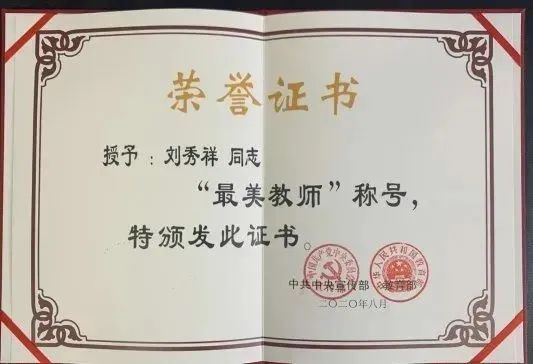 荣誉证书
授予：刘秀祥 同志
“最美教师”称号，
特颁发此证书。
中共中央宣传部 教育部
二〇二〇年八月